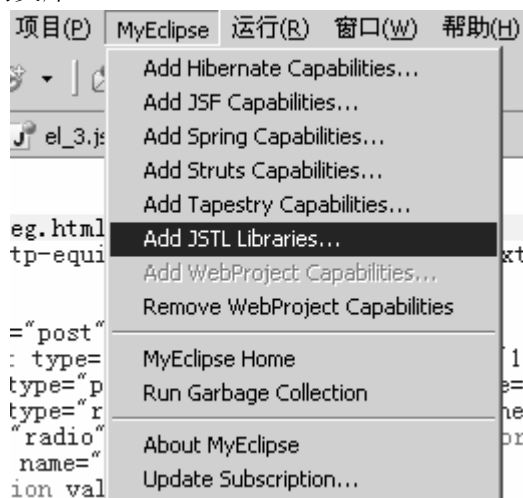 项目(P) MyEclipse 运行(R) 窗口(W) 帮助(H)
Add Hibernate Capabilities...
Add JSF Capabilities...
el_3.js
Add Spring Capabilities...
Add Struts Capabilities...
Add Tapestry Capabilities...
eg.html
Add JSTL Libraries...
tp-equi
xt
Add WebProject Capabilities...
Remove WebProject Capabilities
="post"
MyEclipse Home
type=
type="p
Run Garbage Collection
type="r
"radio"
About MyEclipse
name="
Update Subscription...
ion val